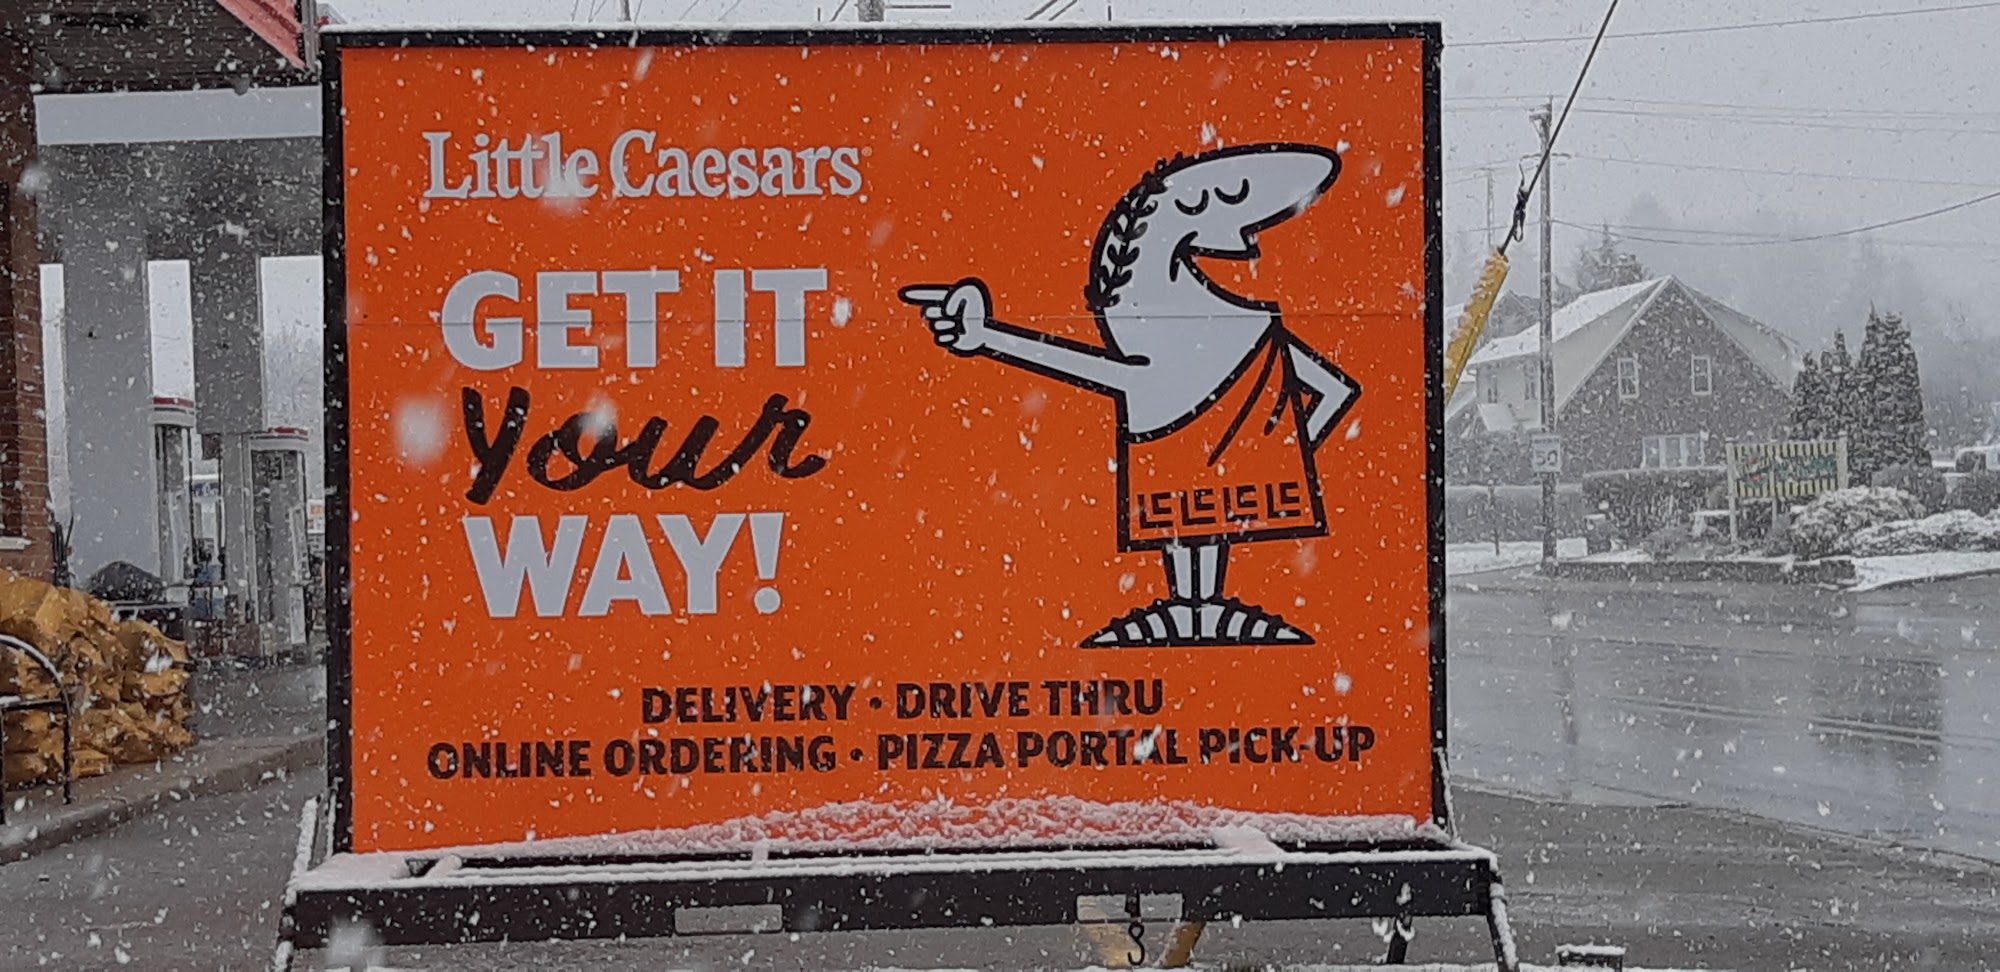 Little Caesars
GET IT
your
WAY!
DELIVERY • DRIVE THRU
ONLINE ORDERING • PIZZA PORTAL PICK-UP
50